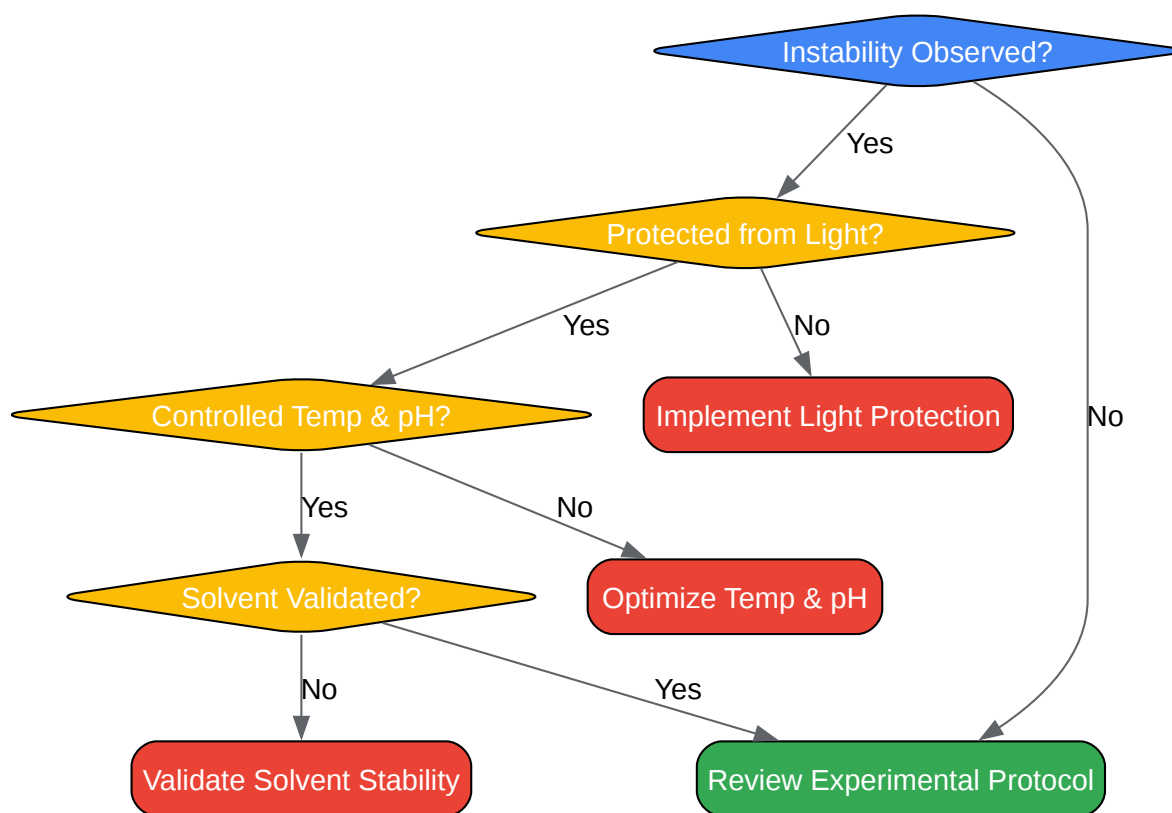 Instability Observed?
Yes
Protected from Light?
Yes
No
Controlled Temp & pH?
Implement Light Protection
No
Yes
No
Solvent Validated?
Optimize Temp & pH
No
Yes
Validate Solvent Stability
Review Experimental Protocol